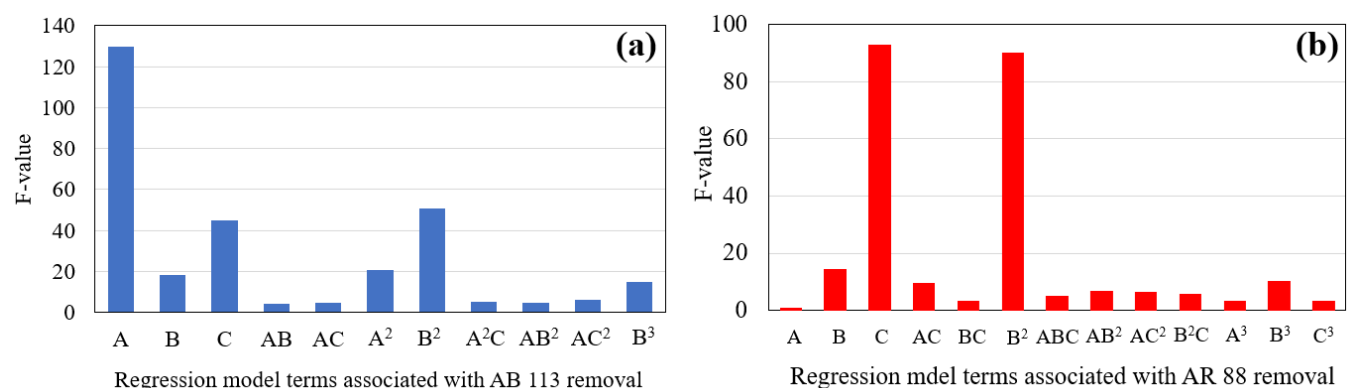 (a)
F-value
140
120
100
80
60
40
20
0
A B C AB AC A² B² A²C AB² AC² B³
Regression model terms associated with AB 113 removal
(b)
F-value
100
80
60
40
20
0
A B C AC BC B² ABC AB² AC² B²C A³ B³ C³
Regression mdel terms associated with AR 88 removal